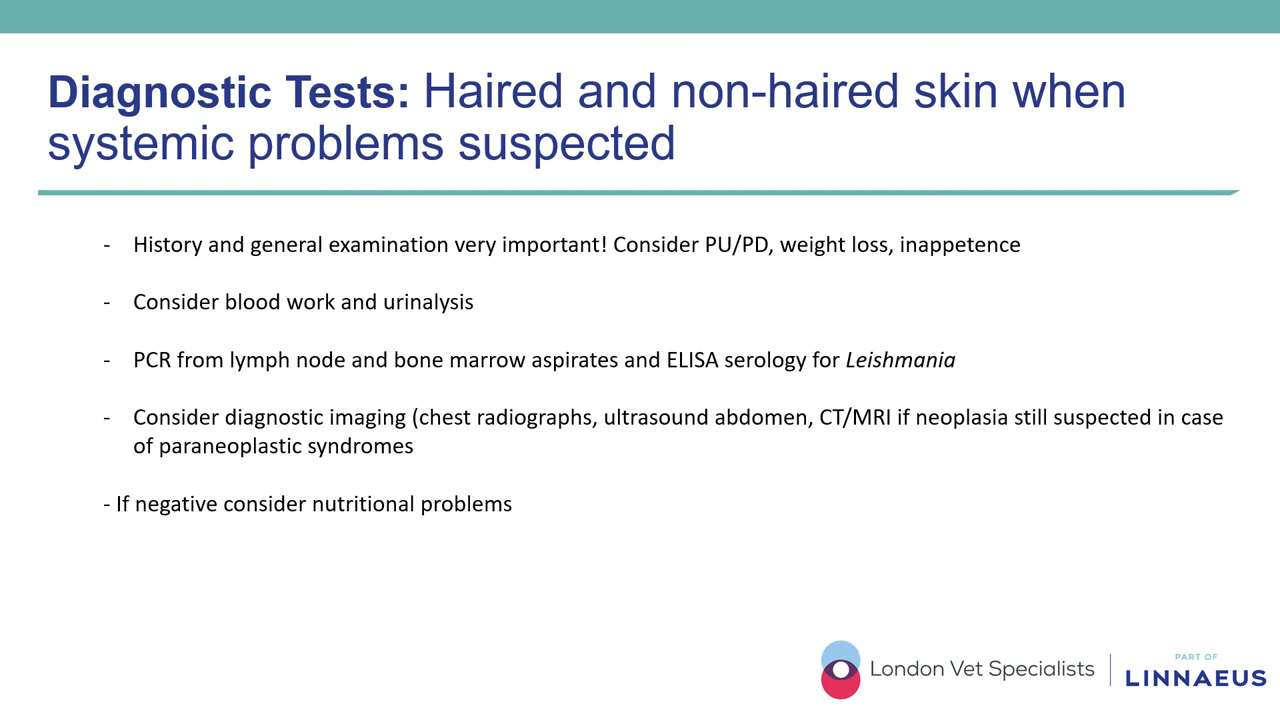 Diagnostic Tests: Haired and non-haired skin when
systemic problems suspected
- History and general examination very important! Consider PU/PD, weight loss, inappetence
- Consider blood work and urinalysis
- PCR from lymph node and bone marrow aspirates and ELISA serology for Leishmania
- Consider diagnostic imaging (chest radiographs, ultrasound abdomen, CT/MRI if neoplasia still suspected in case
of paraneoplastic syndromes
- If negative consider nutritional problems
London Vet Specialists
PART OF
LINNAEUS